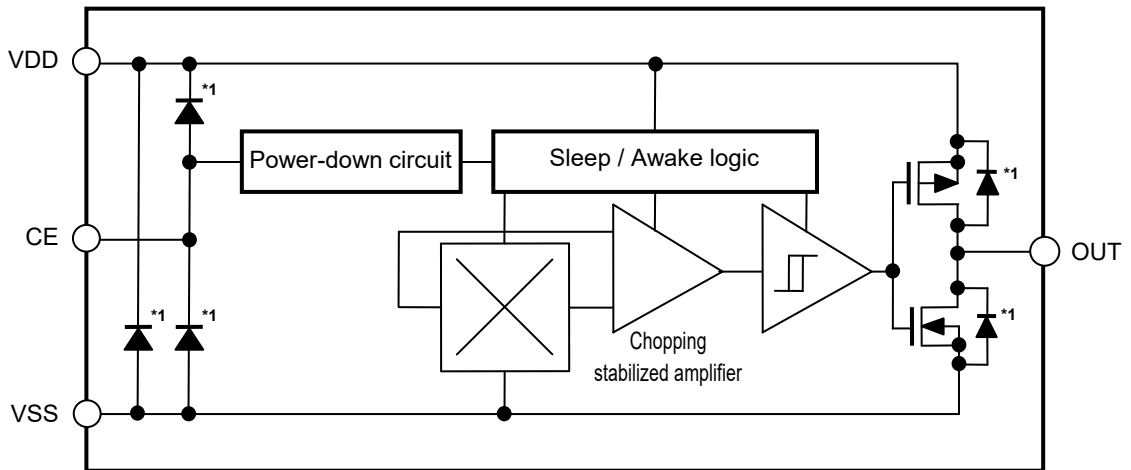 VDD
*1
Power-down circuit
Sleep / Awake logic
*1
CE
OUT
*1
*1
*1
Chopping
stabilized amplifier
VSS